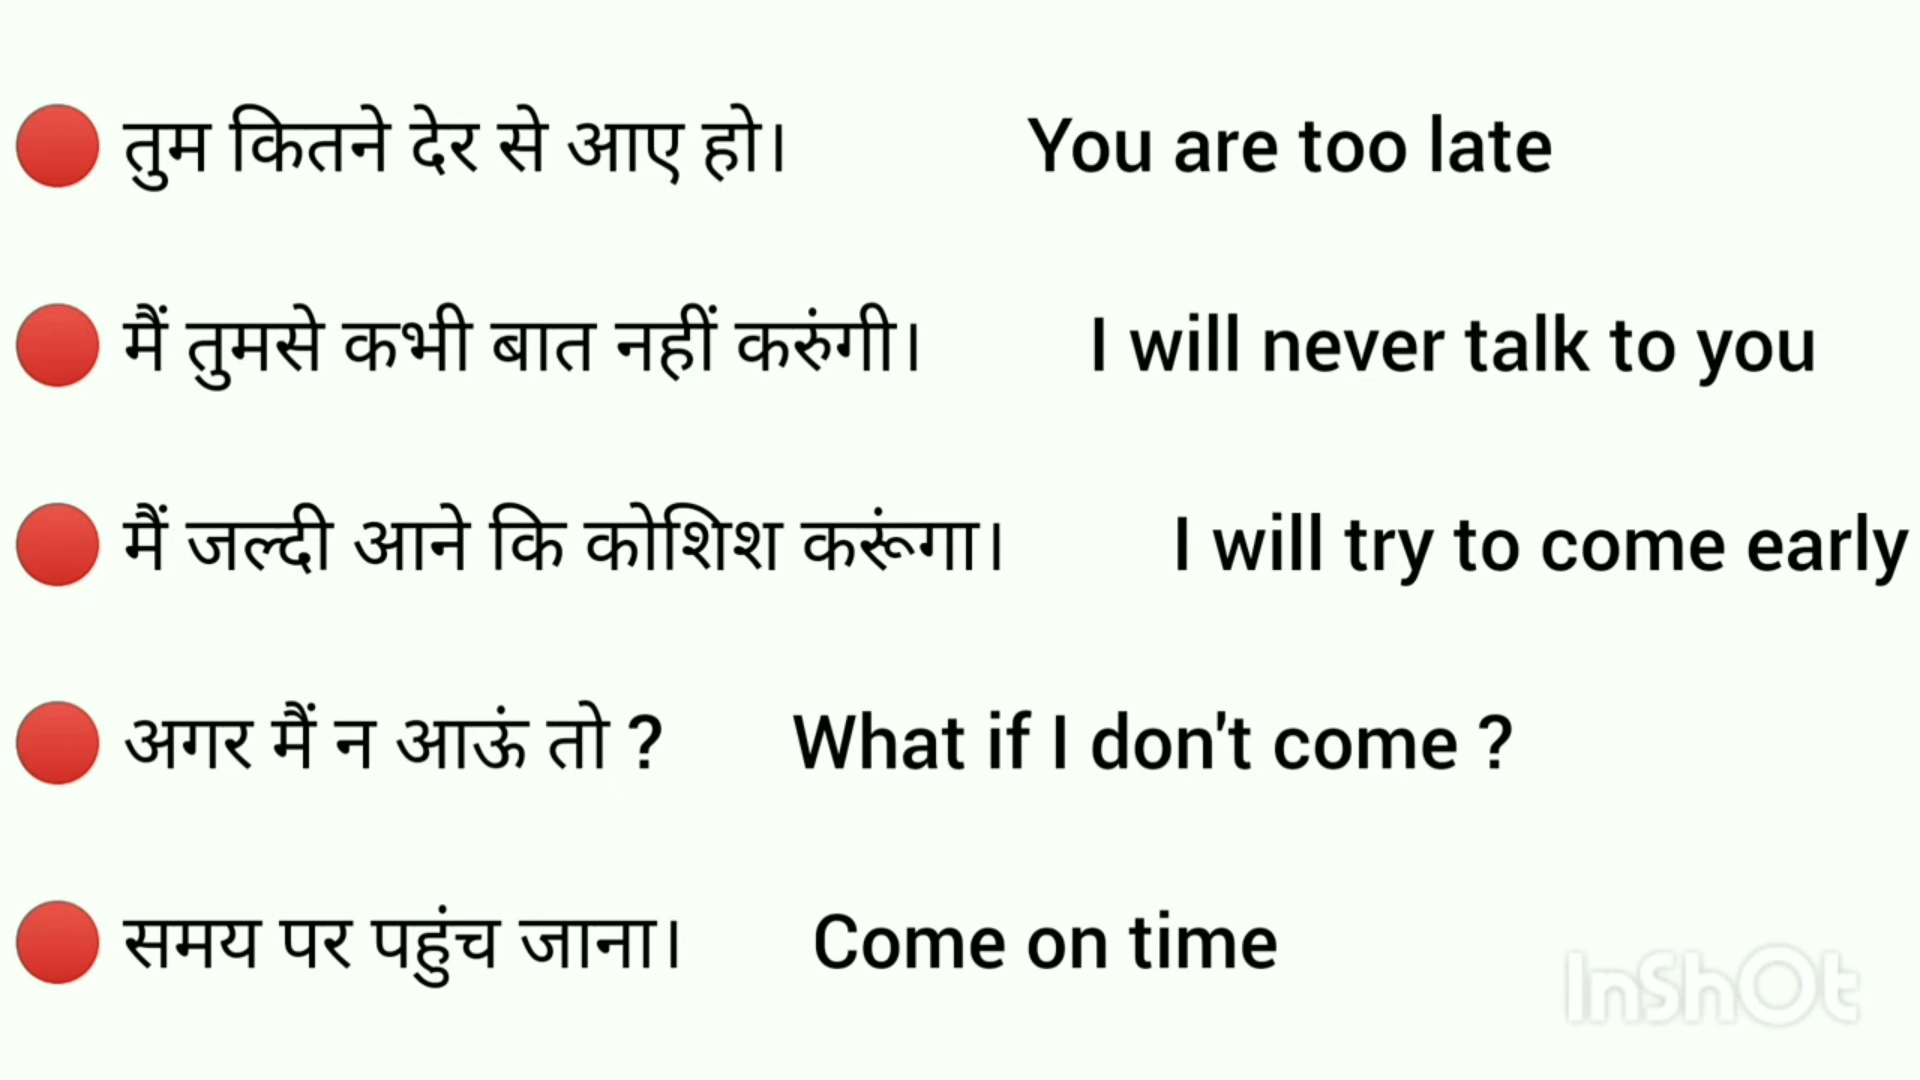 तुम कितने देर से आए हो। You are too late
मैं तुमसे कभी बात नहीं करुंगी। I will never talk to you
मैं जल्दी आने कि कोशिश करूंगा। I will try to come early
अगर मैं न आऊं तो ? What if I don't come ?
समय पर पहुंच जाना। Come on time
InShOt